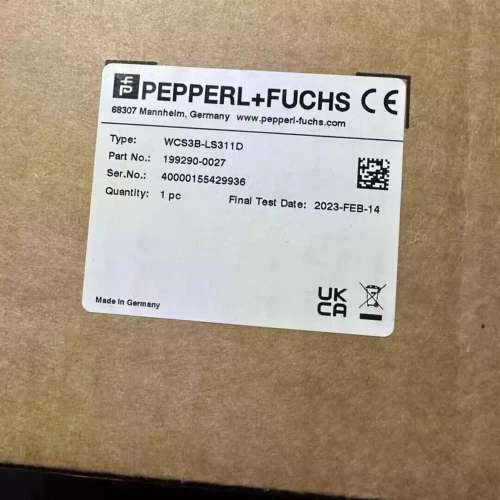 PEPPERL+FUCHS CE
68307 Mannheim, Germany www.pepperl-fuchs.com
Type: WCS3B-LS311D
Part No.: 199290-0027
Ser.No.: 40000155429936
Quantity: 1 pc Final Test Date: 2023-FEB-14
Made in Germany
UK
CA